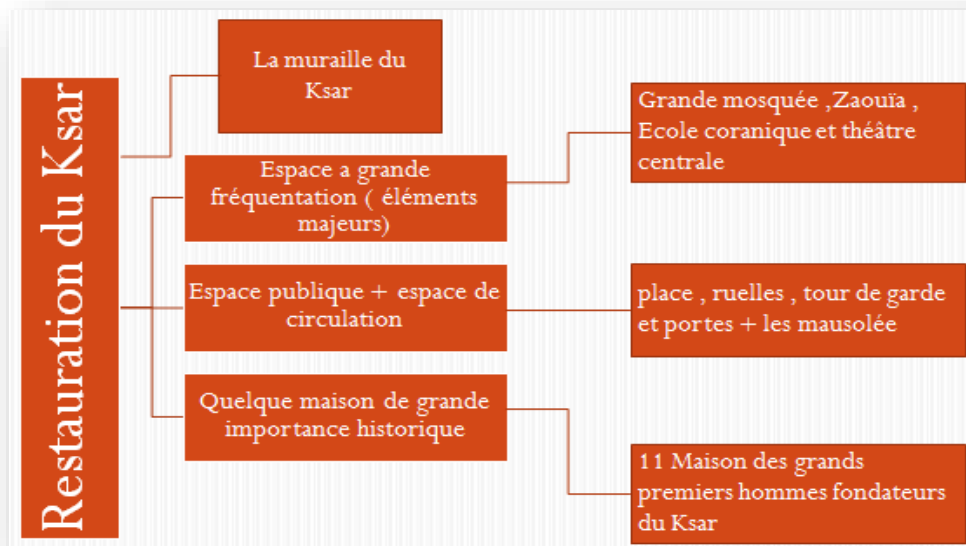 Restauration du Ksar
La muraille du
Ksar
Espace a grande
fréquentation ( éléments
majeurs)
Grande mosquée ,Zaouïa ,
Ecole coranique et théâtre
centrale
Espace publique + espace de
circulation
place , ruelles , tour de garde
et portes + les mausolée
Quelque maison de grande
importance historique
11 Maison des grands
premiers hommes fondateurs
du Ksar